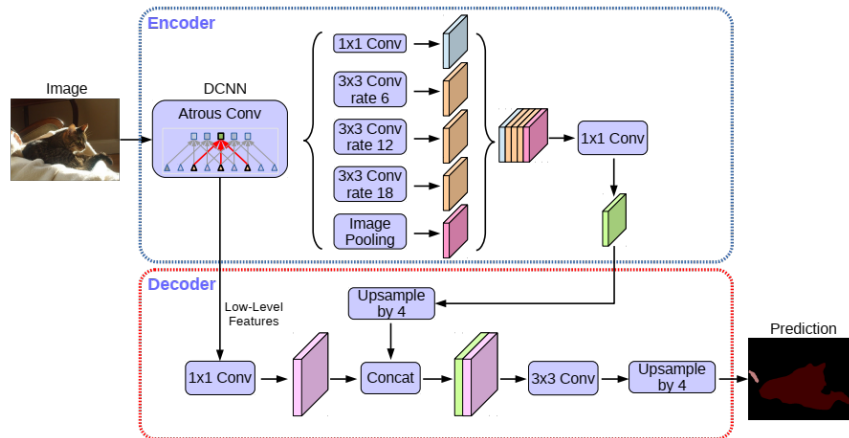 Encoder
Image
DCNN
Atrous Conv
1x1 Conv
3x3 Conv
rate 6
3x3 Conv
rate 12
3x3 Conv
rate 18
Image
Pooling
1x1 Conv
Decoder
Low-Level
Features
Upsample
by 4
1x1 Conv
Concat
3x3 Conv
Upsample
by 4
Prediction